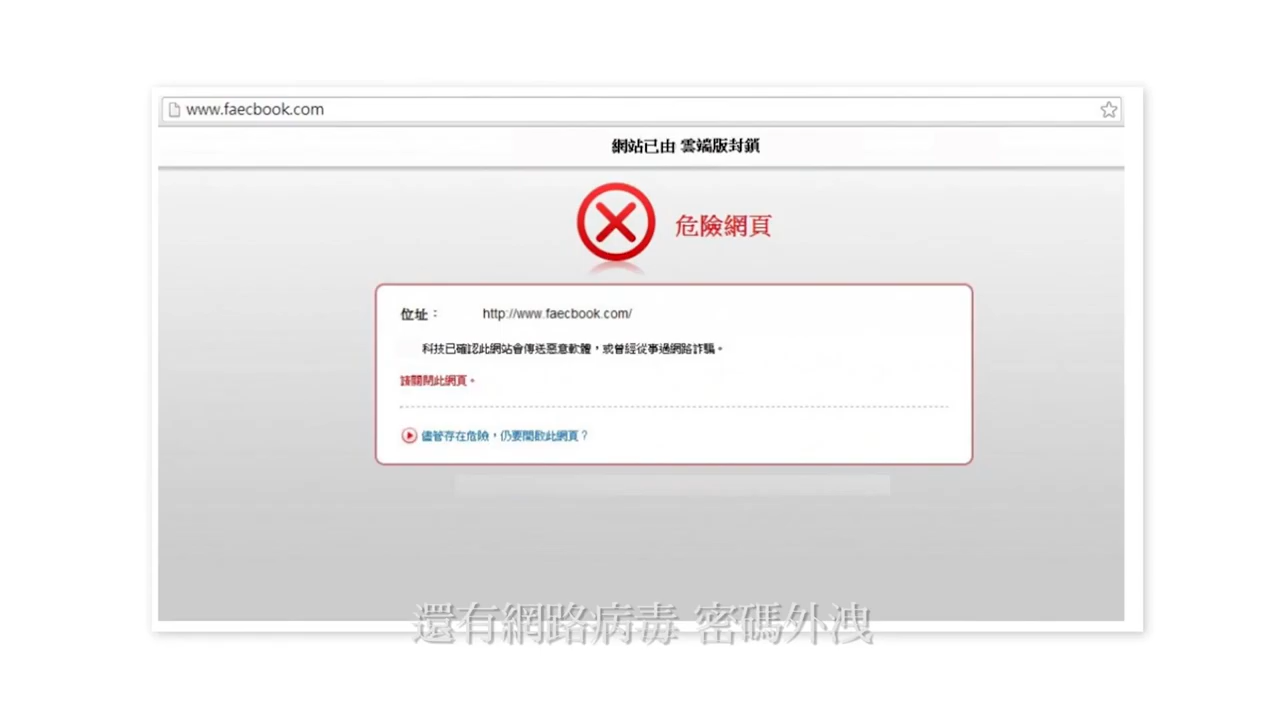 www.faecbook.com
網站已由 雲端版封鎖
危險網頁
位址： http://www.faecbook.com/
科技已確認此網站會傳送惡意軟體，或曾經從事過網路詐騙。
請關閉此網頁。
儘管存在危險，仍要開啟此網頁？
還有網路病毒 密碼外洩